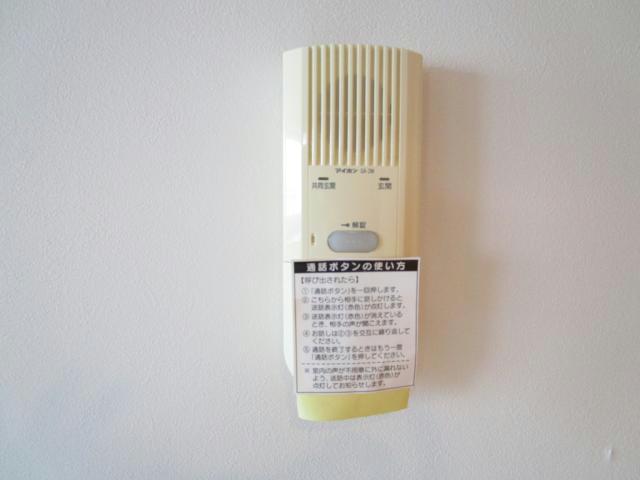 アイホン
共同玄関 玄関
解錠
通話ボタンの使い方
【呼び出されたら】
①「通話ボタン」を一回押します。
②こちらから相手に話しかけると
送話表示灯(赤色)が点灯します。
③送話表示灯(赤色)が消えている
とき、相手の声が聞こえます。
④お話しは②③を交互に繰り返して
ください。
⑤通話を終了するときはもう一度
「通話ボタン」を押してください。
※室内の声が不用意に外に漏れない
よう、送話中は表示灯(赤色)が
点灯してお知らせします。